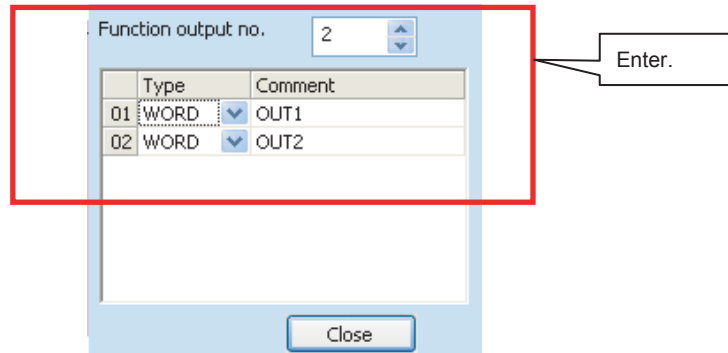 Function output no. 2
Enter.
Type Comment
01 WORD OUT1
02 WORD OUT2
Close